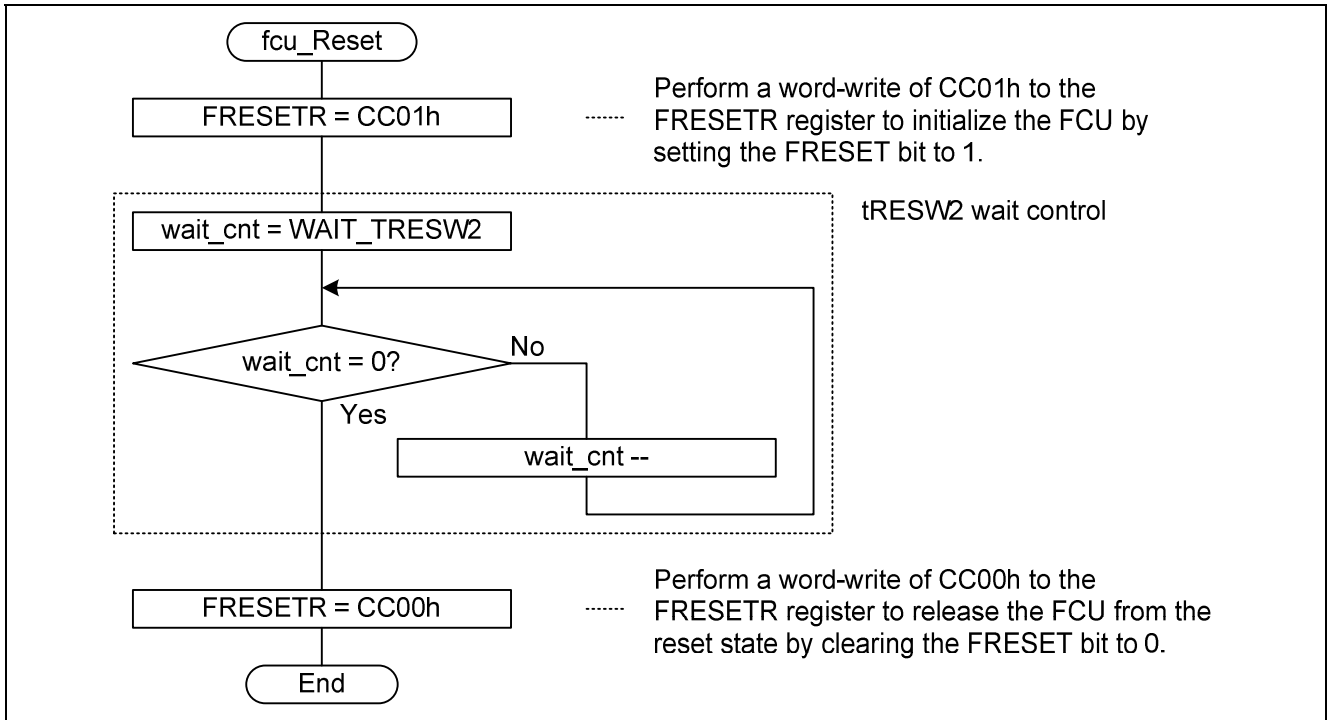 fcu_Reset
FRESETR = CC01h
Perform a word-write of CC01h to the
FRESETR register to initialize the FCU by
setting the FRESET bit to 1.
tRESW2 wait control
wait_cnt = WAIT_TRESW2
wait_cnt = 0?
No
Yes
wait_cnt --
FRESETR = CC00h
Perform a word-write of CC00h to the
FRESETR register to release the FCU from the
reset state by clearing the FRESET bit to 0.
End